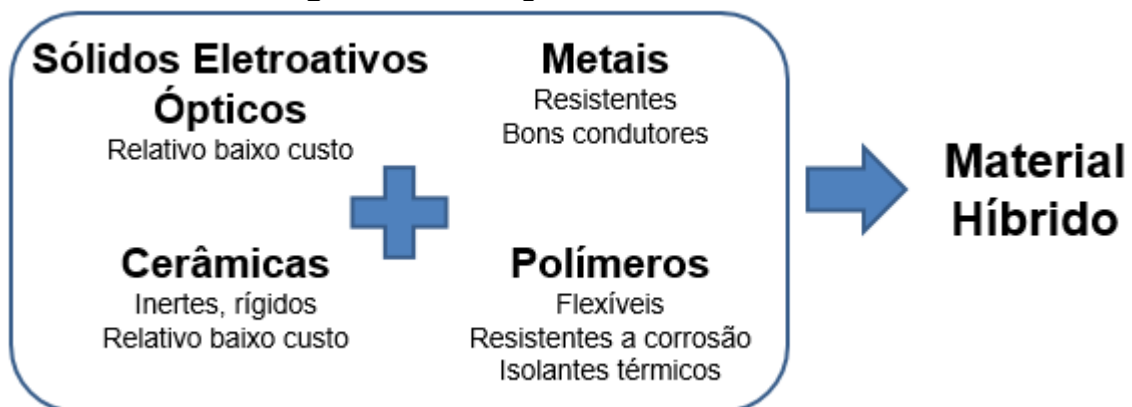 Sólidos Eletroativos
Ópticos
Relativo baixo custo
Metais
Resistentes
Bons condutores
Cerâmicas
Inertes, rígidos
Relativo baixo custo
Polímeros
Flexíveis
Resistentes a corrosão
Isolantes térmicos
Material
Híbrido